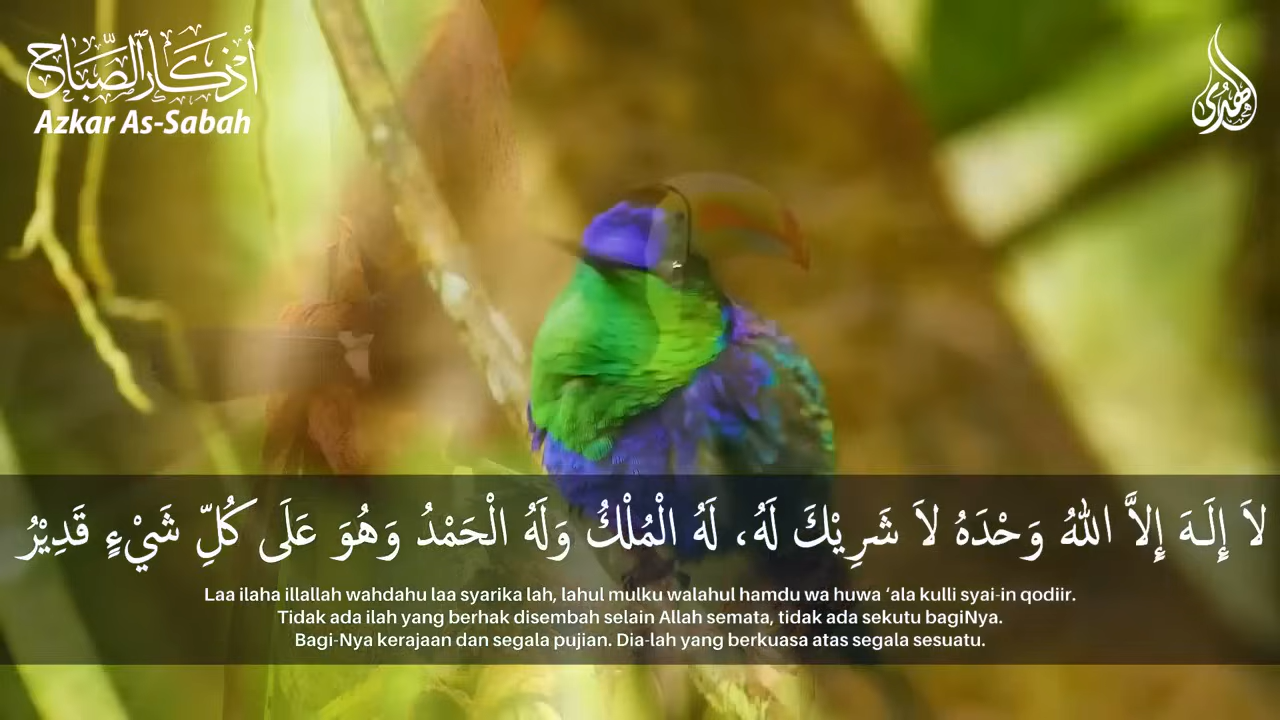 أذكار الصباح
Azkar As-Sabah
الهدى
لاَ إِلَـهَ إِلاَّ اللهُ وَحْدَهُ لاَ شَرِيْكَ لَهُ، لَهُ الْمُلْكُ وَلَهُ الْحَمْدُ وَهُوَ عَلَى كُلِّ شَيْءٍ قَدِيْرُ
Laa ilaha illallah wahdahu laa syarika lah, lahul mulku walahul hamdu wa huwa ‘ala kulli syai-in qodiir.
Tidak ada ilah yang berhak disembah selain Allah semata, tidak ada sekutu bagiNya.
Bagi-Nya kerajaan dan segala pujian. Dia-lah yang berkuasa atas segala sesuatu.